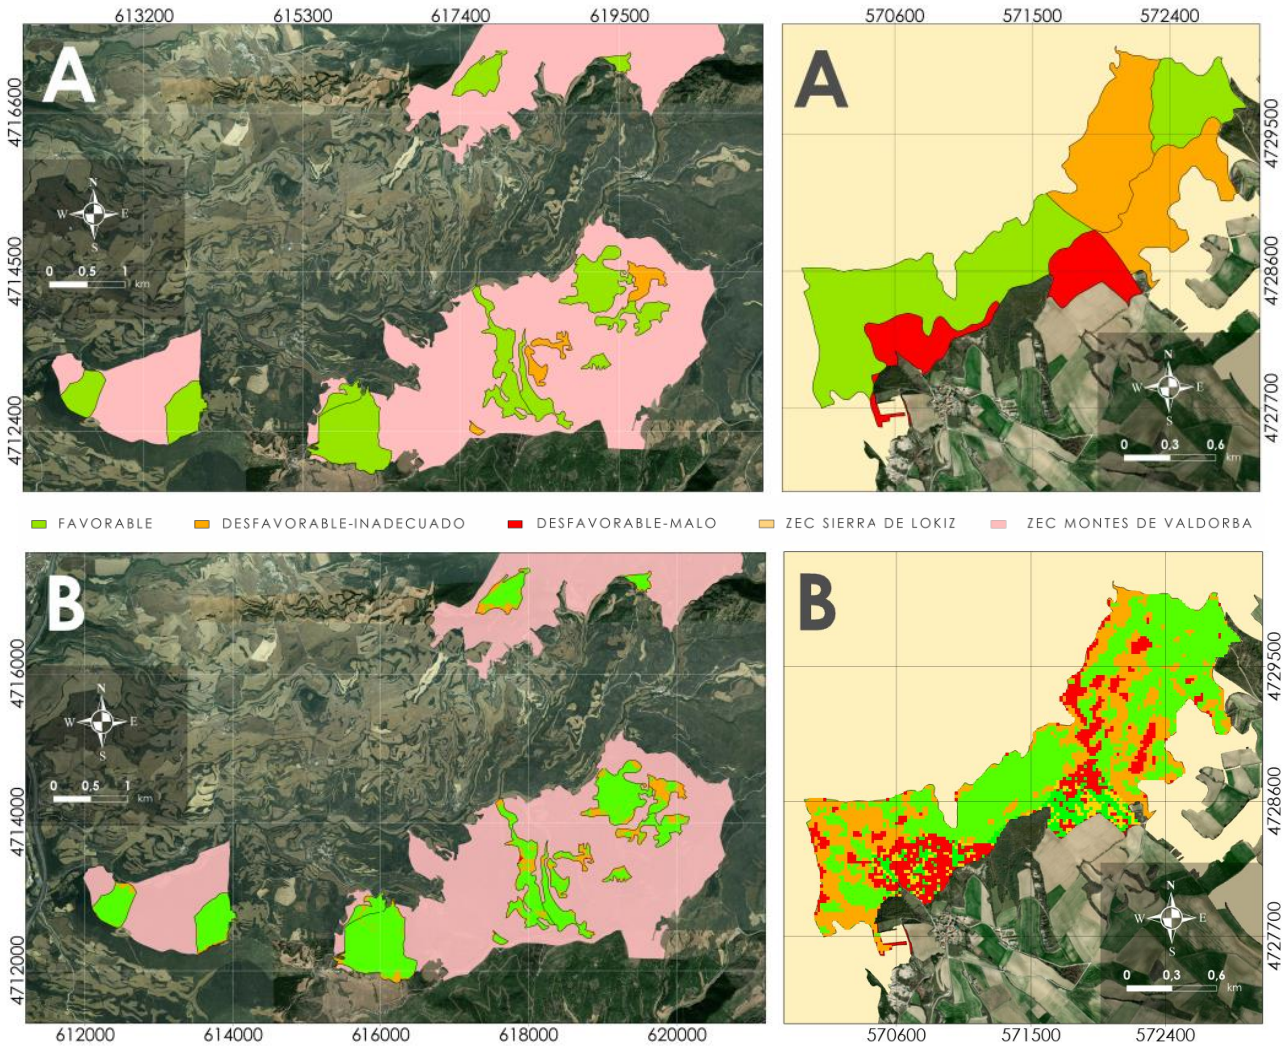 613200 615300 617400 619500
570600 571500 572400
A
A
4716600
4714500
4712400
4729500
4728600
4727700
N
W E
S
0 0.5 1
km
N
W E
S
0 0,3 0,6
km
FAVORABLE DESFAVORABLE-INADECUADO DESFAVORABLE-MALO ZEC SIERRA DE LOKIZ ZEC MONTES DE VALDORBA
B
B
4716000
4714000
4712000
4729500
4728600
4727700
N
W E
S
0 0,5 1
km
N
W E
S
0 0,3 0,6
km
612000 614000 616000 618000 620000
570600 571500 572400